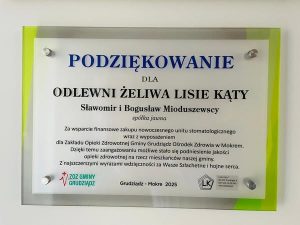 PODZIĘKOWANIE
DLA
ODLEWNI ŻELIWA LISIE KĄTY
Sławomir i Bogusław Mioduszewscy
spółka jawna
Za wsparcie finansowe zakupu nowoczesnego unitu stomatologicznego
wraz z wyposażeniem
dla Zakładu Opieki Zdrowotnej Gminy Grudziądz Ośrodek Zdrowia w Mokrem.
Dzięki temu zaangażowaniu możliwe stało się podniesienie jakości
opieki zdrowotnej na rzecz mieszkańców naszej gminy.
Z najszczerszymi wyrazami wdzięczności za Wasze Szlachetne i hojne serca.
ZOZ GMINY
GRUDZIĄDZ
Grudziądz - Mokre 2025
LK